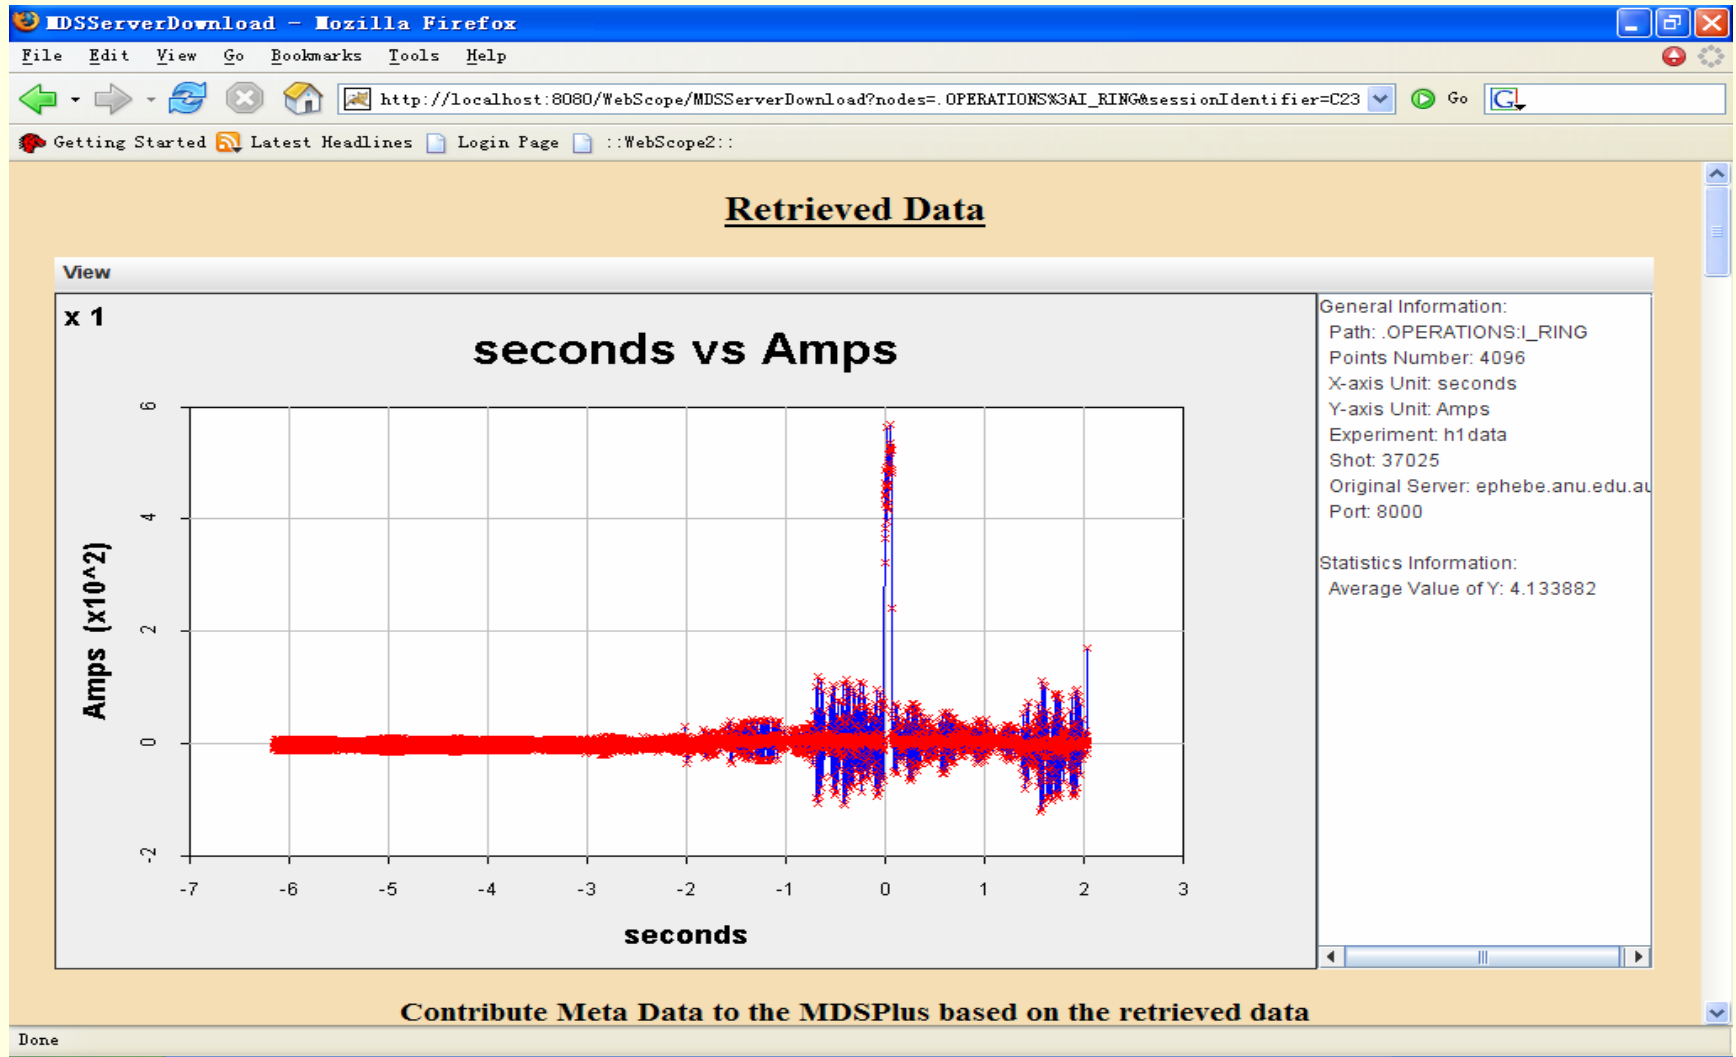 MDSServerDownload - Mozilla Firefox
File Edit View Go Bookmarks Tools Help
http://localhost:8080/WebScope/MDSServerDownload?nodes=.OPERATIONS%3AI_RING&sessionIdentifier=C23 Go
Getting Started Latest Headlines Login Page ::WebScope2::
Retrieved Data
View
x 1
seconds vs Amps
6
4
2
0
-2
Amps (x10^2)
-7 -6 -5 -4 -3 -2 -1 0 1 2 3
seconds
General Information:
Path: .OPERATIONS:I_RING
Points Number: 4096
X-axis Unit: seconds
Y-axis Unit: Amps
Experiment: h1data
Shot: 37025
Original Server: ephebe.anu.edu.au
Port: 8000
Statistics Information:
Average Value of Y: 4.133882
Contribute Meta Data to the MDSPlus based on the retrieved data
Done